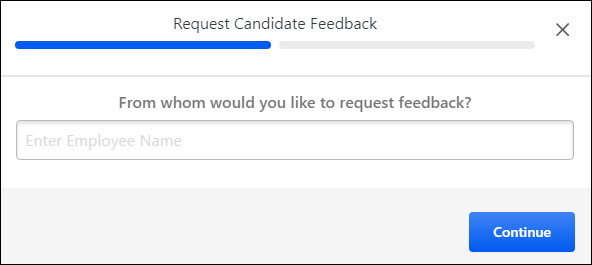 Request Candidate Feedback
From whom would you like to request feedback?
Enter Employee Name
Continue